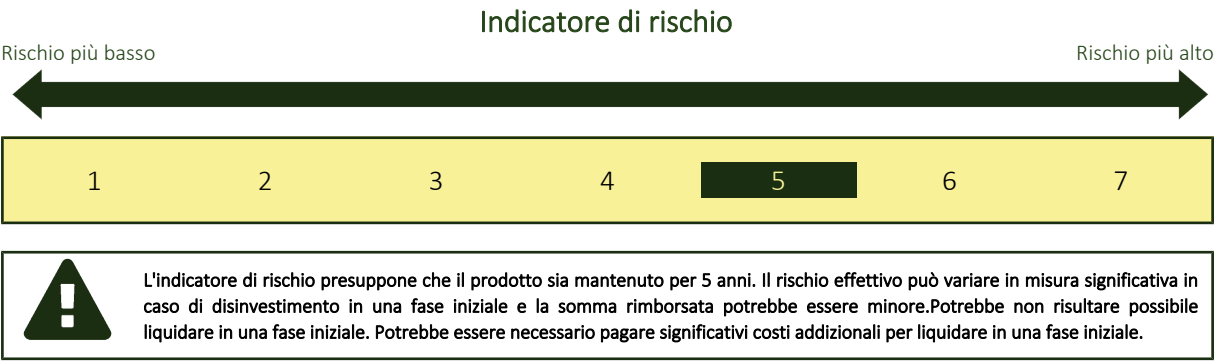 Indicatore di rischio
Rischio più basso Rischio più alto
1 2 3 4 5 6 7
L'indicatore di rischio presuppone che il prodotto sia mantenuto per 5 anni. Il rischio effettivo può variare in misura significativa in
caso di disinvestimento in una fase iniziale e la somma rimborsata potrebbe essere minore.Potrebbe non risultare possibile
liquidare in una fase iniziale. Potrebbe essere necessario pagare significativi costi addizionali per liquidare in una fase iniziale.